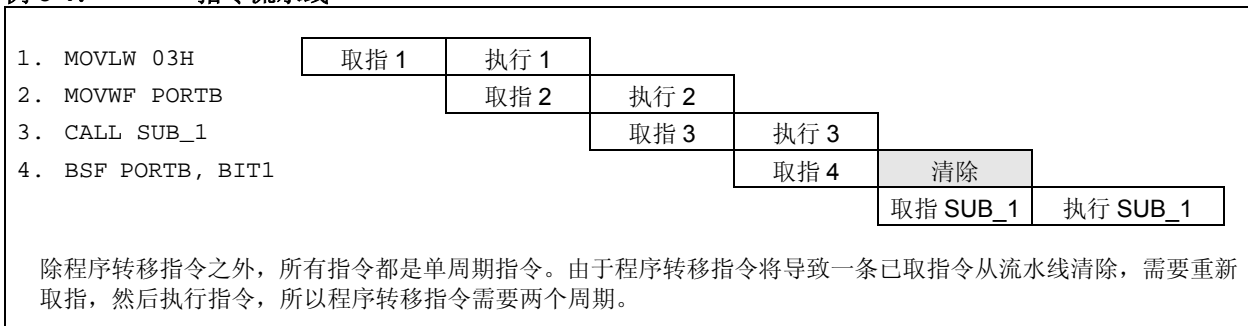 1. MOVLW 03H 取指 1 执行 1
2. MOVWF PORTB 取指 2 执行 2
3. CALL SUB_1 取指 3 执行 3
4. BSF PORTB, BIT1 取指 4 清除
取指 SUB_1 执行 SUB_1
除程序转移指令之外，所有指令都是单周期指令。由于程序转移指令将导致一条已取指令从流水线清除，需要重新
取指，然后执行指令，所以程序转移指令需要两个周期。